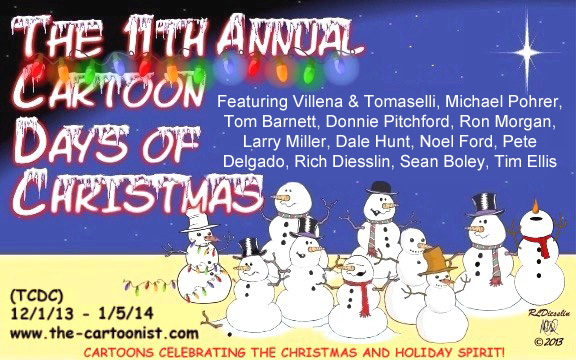 The 11th Annual
Cartoon
Days of
Christmas
Featuring Villena & Tomaselli, Michael Pohrer,
Tom Barnett, Donnie Pitchford, Ron Morgan,
Larry Miller, Dale Hunt, Noel Ford, Pete
Delgado, Rich Diesslin, Sean Boley, Tim Ellis
(TCDC)
12/1/13 - 1/5/14
www.the-cartoonist.com
RLDiesslin
© 2013
CARTOONS CELEBRATING THE CHRISTMAS AND HOLIDAY SPIRIT!